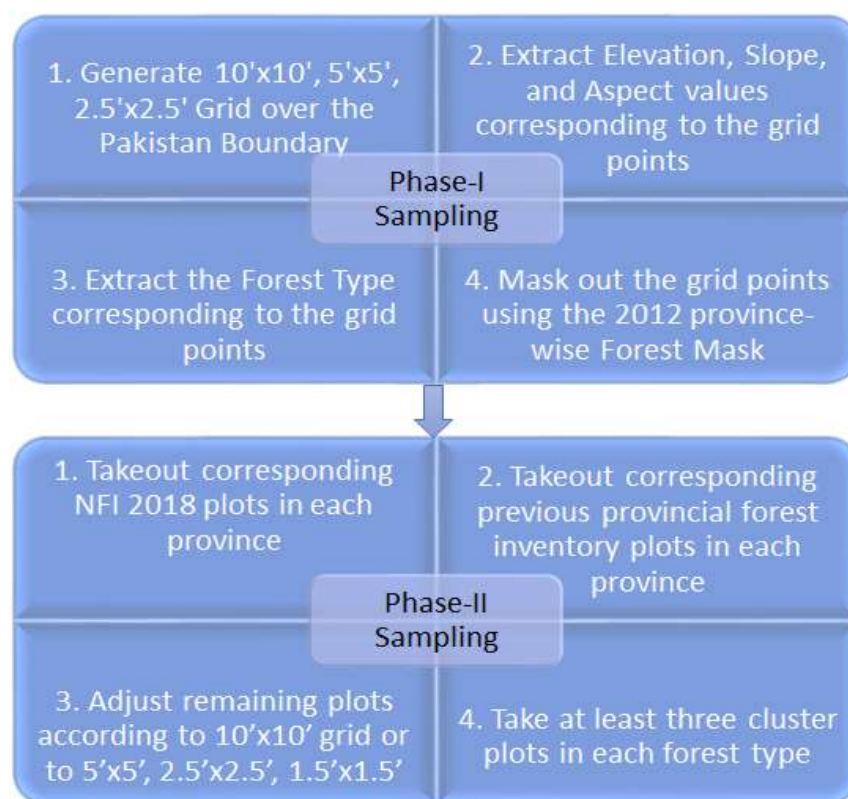 1. Generate 10'x10', 5'x5',
2.5'x2.5' Grid over the
Pakistan Boundary
2. Extract Elevation, Slope,
and Aspect values
corresponding to the grid
points
Phase-I
Sampling
3. Extract the Forest Type
corresponding to the grid
points
4. Mask out the grid points
using the 2012 province-
wise Forest Mask
1. Takeout corresponding
NFI 2018 plots in each
province
2. Takeout corresponding
previous provincial forest
inventory plots in each
province
Phase-II
Sampling
3. Adjust remaining plots
according to 10’x10’ grid or
to 5’x5’, 2.5’x2.5’, 1.5’x1.5’
4. Take at least three cluster
plots in each forest type